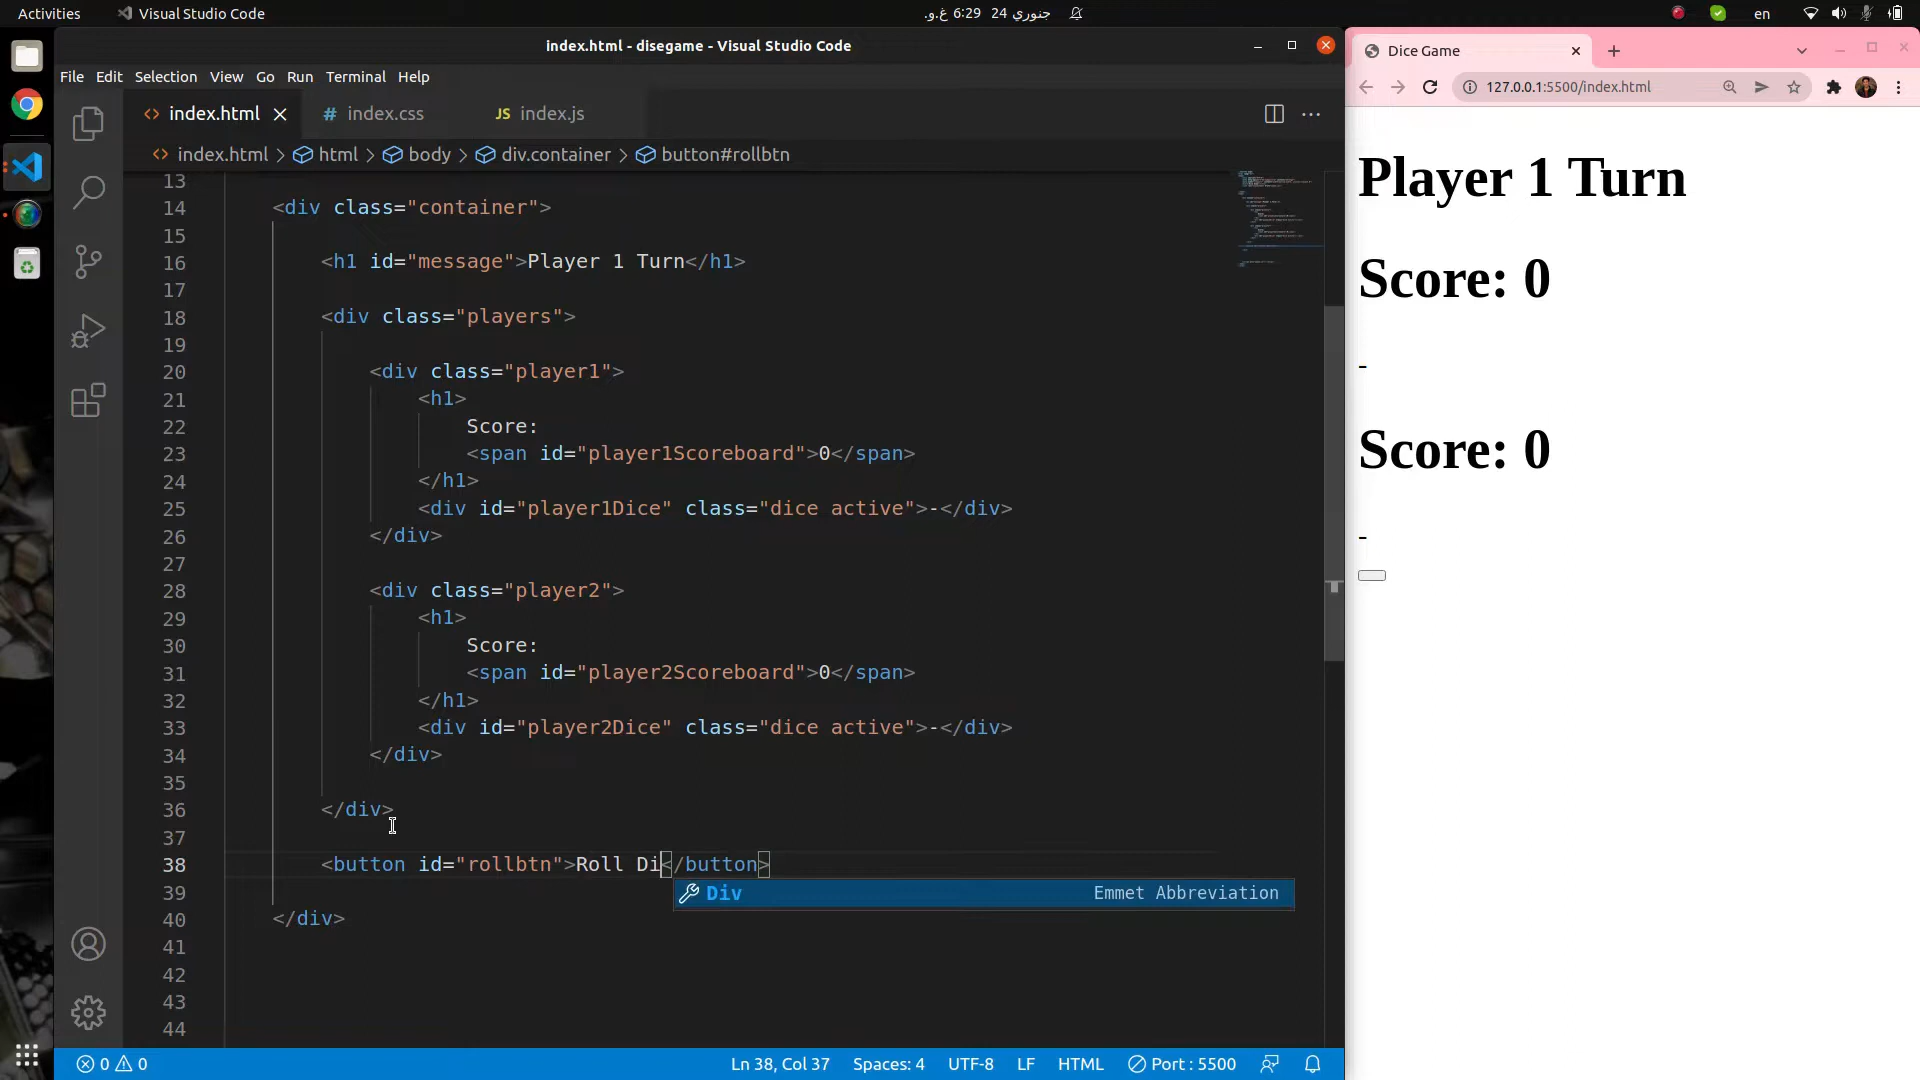 Activities
Visual Studio Code
جنوري 24 6:29 غ.و.
en
index.html - disegame - Visual Studio Code
File Edit Selection View Go Run Terminal Help
<> index.html
# index.css
JS index.js
<> index.html > html > body > div.container > button#rollbtn
13
14 <div class="container">
15
16 <h1 id="message">Player 1 Turn</h1>
17
18 <div class="players">
19
20 <div class="player1">
21 <h1>
22 Score:
23 <span id="player1Scoreboard">0</span>
24 </h1>
25 <div id="player1Dice" class="dice active">-</div>
26 </div>
27
28 <div class="player2">
29 <h1>
30 Score:
31 <span id="player2Scoreboard">0</span>
32 </h1>
33 <div id="player2Dice" class="dice active">-</div>
34 </div>
35
36 </div>
37
38 <button id="rollbtn">Roll Di</button>
Div Emmet Abbreviation
39
40 </div>
41
42
43
44
0 0
Ln 38, Col 37 Spaces: 4 UTF-8 LF HTML Port : 5500
Dice Game
127.0.0.1:5500/index.html
Player 1 Turn
Score: 0
-
Score: 0
-